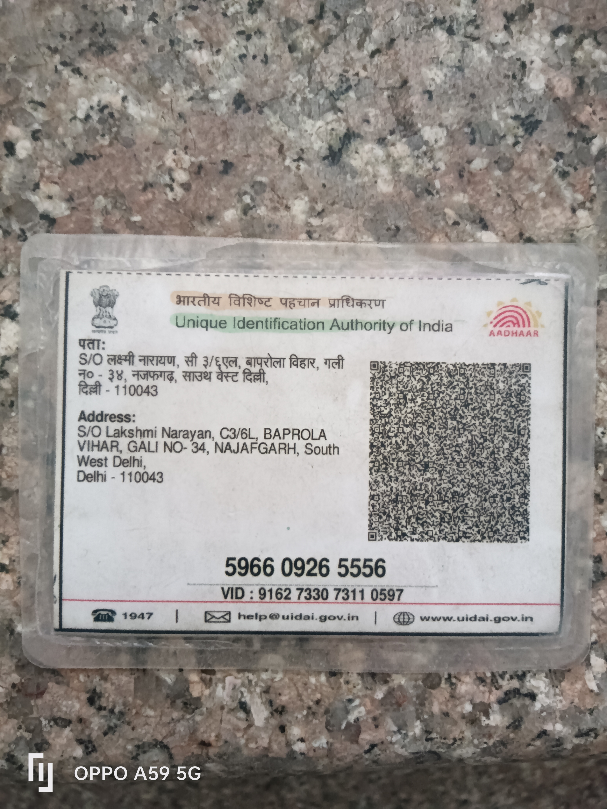 भारतीय विशिष्ट पहचान प्राधिकरण
Unique Identification Authority of India
AADHAAR
पता:
S/O लक्ष्मी नारायण, सी ३/६एल, बापरोला विहार, गली
न० - ३४, नजफगढ़, साउथ वेस्ट दिल्ली,
दिल्ली - 110043
Address:
S/O Lakshmi Narayan, C3/6L, BAPROLA
VIHAR, GALI NO- 34, NAJAFGARH, South
West Delhi,
Delhi - 110043
5966 0926 5556
VID : 9162 7330 7311 0597
1947 | help@uidai.gov.in | www.uidai.gov.in
OPPO A59 5G